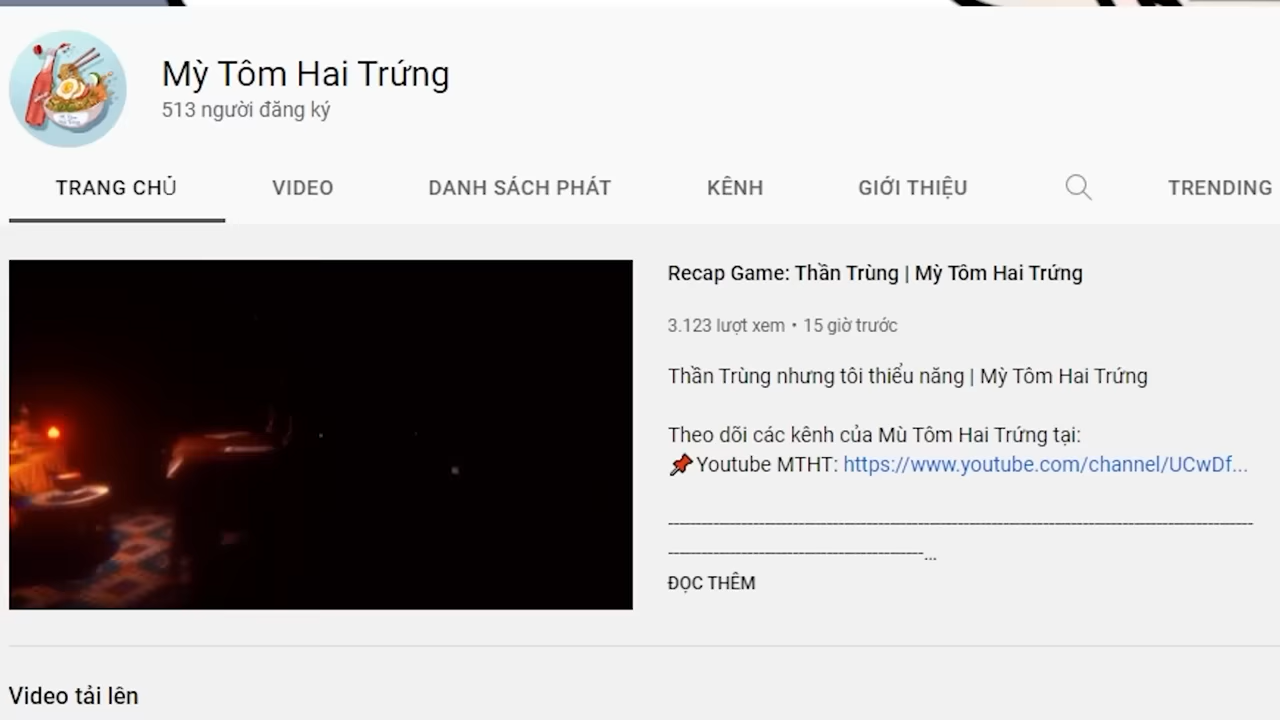 Mỳ Tôm Hai Trứng
513 người đăng ký
TRANG CHỦ VIDEO DANH SÁCH PHÁT KÊNH GIỚI THIỆU TRENDING
Recap Game: Thần Trùng | Mỳ Tôm Hai Trứng
3.123 lượt xem • 15 giờ trước
Thần Trùng nhưng tôi thiểu năng | Mỳ Tôm Hai Trứng
Theo dõi các kênh của Mù Tôm Hai Trứng tại:
📌Youtube MTHT: https://www.youtube.com/channel/UCwDf...
ĐỌC THÊM
Video tải lên